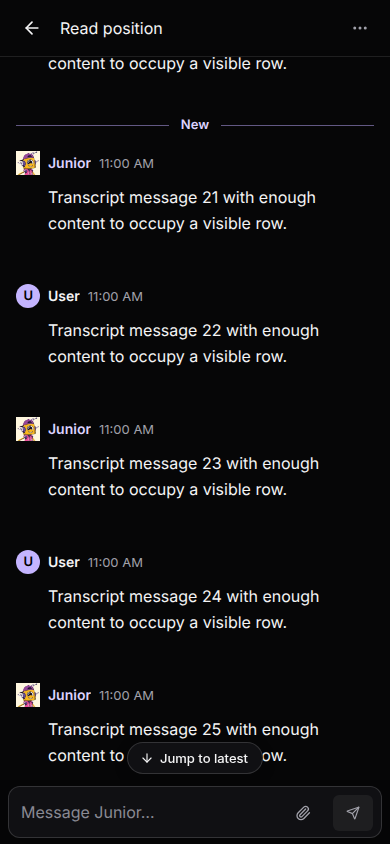 Read position
content to occupy a visible row.
New
Junior 11:00 AM
Transcript message 21 with enough
content to occupy a visible row.
U User 11:00 AM
Transcript message 22 with enough
content to occupy a visible row.
Junior 11:00 AM
Transcript message 23 with enough
content to occupy a visible row.
U User 11:00 AM
Transcript message 24 with enough
content to occupy a visible row.
Junior 11:00 AM
Transcript message 25 with enough
content to ow.
Jump to latest
Message Junior...